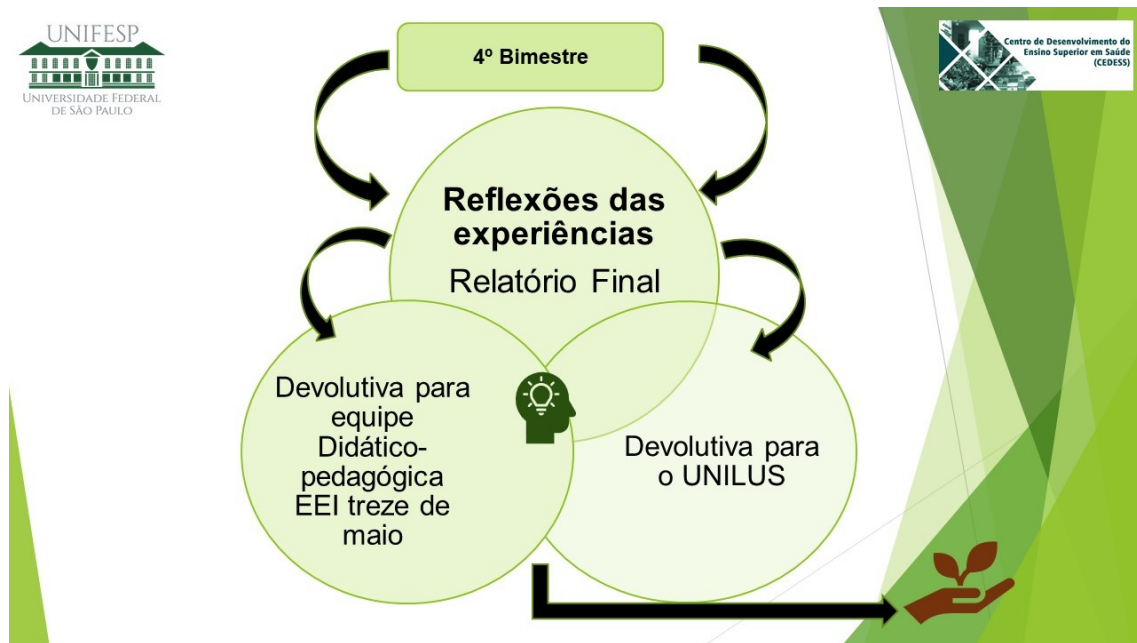 UNIFESP
UNIVERSIDADE FEDERAL
DE SÃO PAULO
4º Bimestre
Centro de Desenvolvimento do
Ensino Superior em Saúde
(CEDESS)
Reflexões das
experiências
Relatório Final
Devolutiva para
equipe
Didático-
pedagógica
EEI treze de
maio
Devolutiva para
o UNILUS